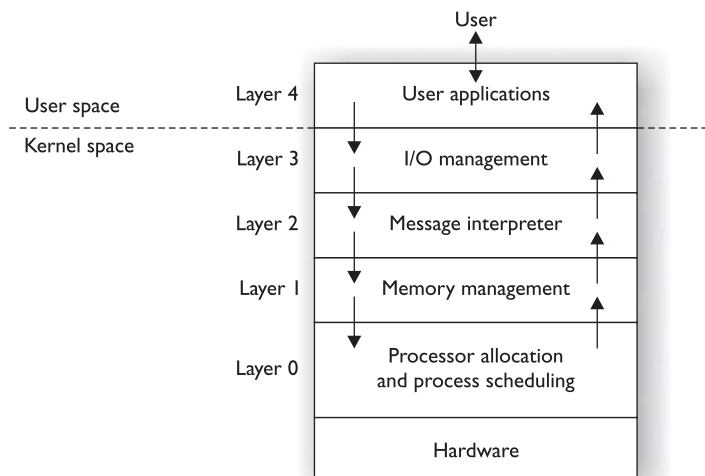 User
User space
Layer 4
User applications
Kernel space
Layer 3
I/O management
Layer 2
Message interpreter
Layer 1
Memory management
Layer 0
Processor allocation
and process scheduling
Hardware